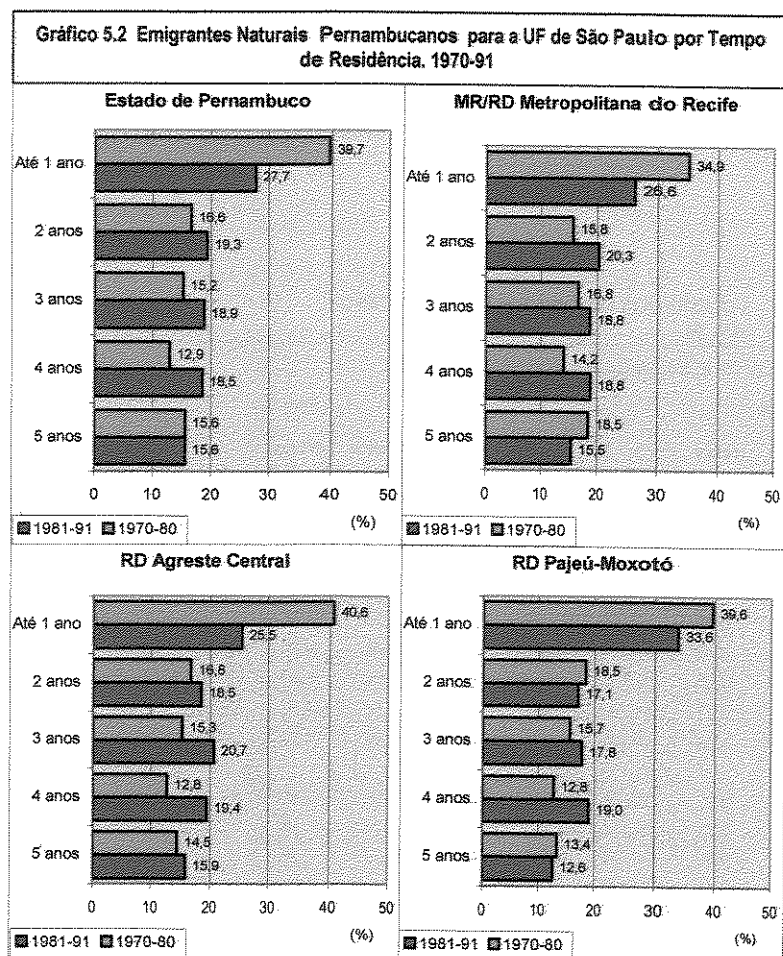 Gráfico 5.2 Emigrantes Naturais Pernambucanos para a UF de São Paulo por Tempo
de Residência. 1970-91
Estado de Pernambuco
Até 1 ano
39,7
27,7
2 anos
16,6
19,3
3 anos
15,2
18,9
4 anos
12,9
18,5
5 anos
15,6
15,6
0 10 20 30 40 50
(%)
1981-91 1970-80
MR/RD Metropolitana do Recife
Até 1 ano
34,9
26,6
2 anos
15,8
20,3
3 anos
16,8
18,8
4 anos
14,2
18,8
5 anos
18,5
15,5
0 10 20 30 40 50
(%)
1981-91 1970-80
RD Agreste Central
Até 1 ano
40,6
25,5
2 anos
16,8
18,5
3 anos
15,3
20,7
4 anos
12,8
19,4
5 anos
14,5
15,9
0 10 20 30 40 50
(%)
1981-91 1970-80
RD Pajeú-Moxotó
Até 1 ano
39,6
33,6
2 anos
18,5
17,1
3 anos
15,7
17,8
4 anos
12,8
19,0
5 anos
13,4
12,6
0 10 20 30 40 50
(%)
1981-91 1970-80